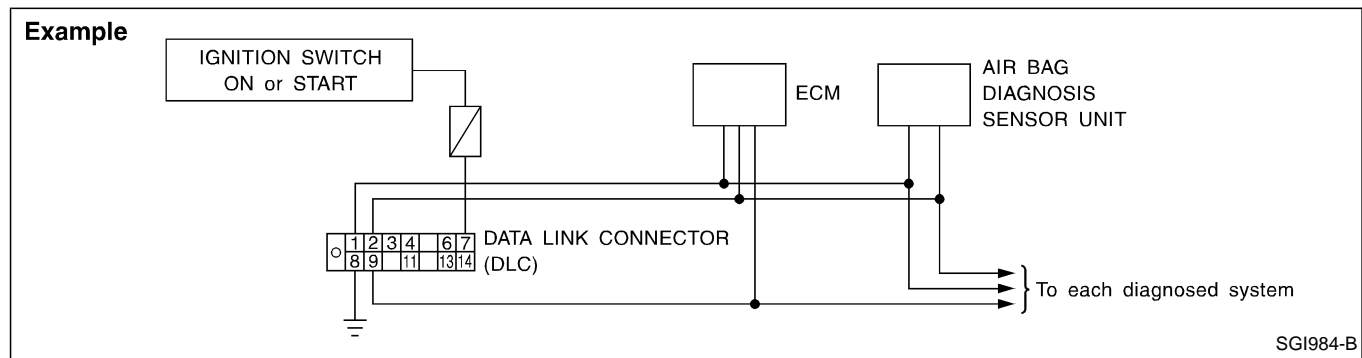 Example
IGNITION SWITCH
ON or START
ECM
AIR BAG
DIAGNOSIS
SENSOR UNIT
1 2 3 4 6 7
8 9 11 13 14
DATA LINK CONNECTOR
(DLC)
To each diagnosed system
SGI984-B